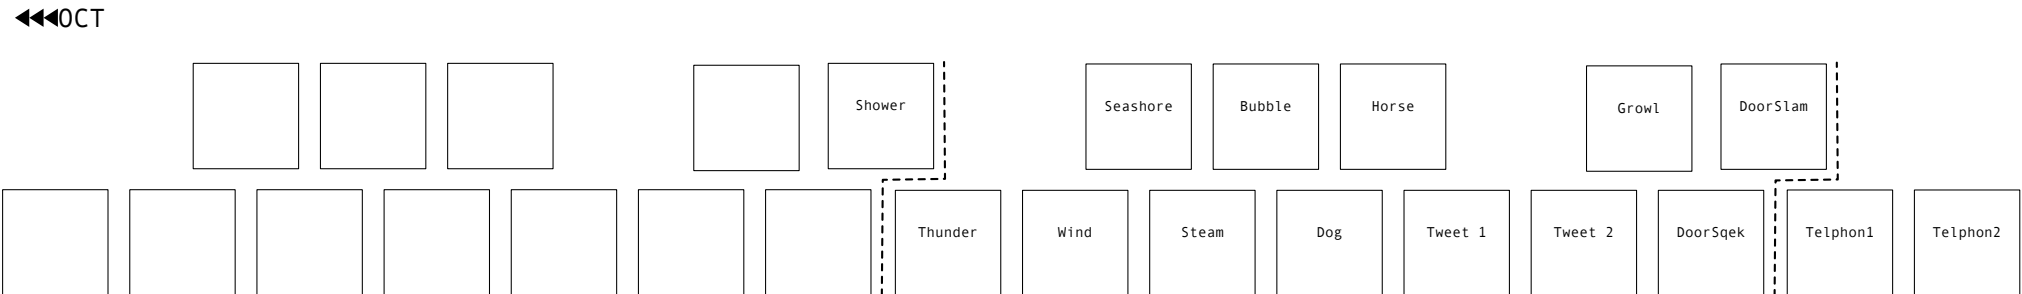 ◀◀◀OCT
Shower Seashore Bubble Horse Growl DoorSlam
Thunder Wind Steam Dog Tweet 1 Tweet 2 DoorSqek Telphon1 Telphon2